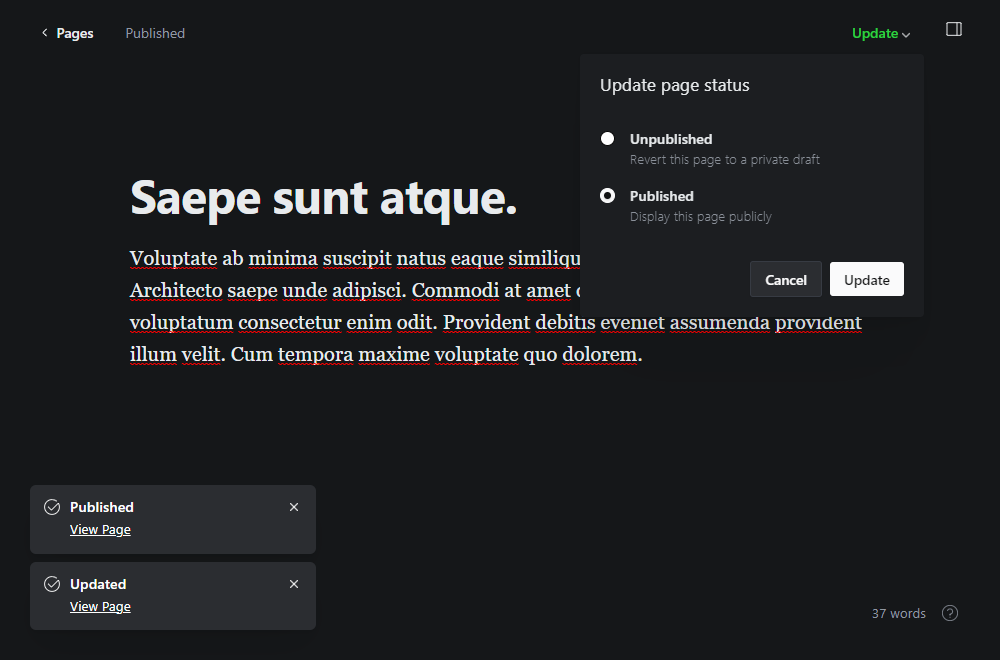 Pages Published Update
Update page status
Unpublished
Revert this page to a private draft
Published
Display this page publicly
Cancel Update
Saepe sunt atque.
Voluptate ab minima suscipit natus eaque
Architecto saepe unde adipisci. Commodi at amet
voluptatum consectetur enim odit. Provident debitis eveniet assumenda provident
illum velit. Cum tempora maxime voluptate quo dolorem.
Published
View Page
Updated
View Page
37 words